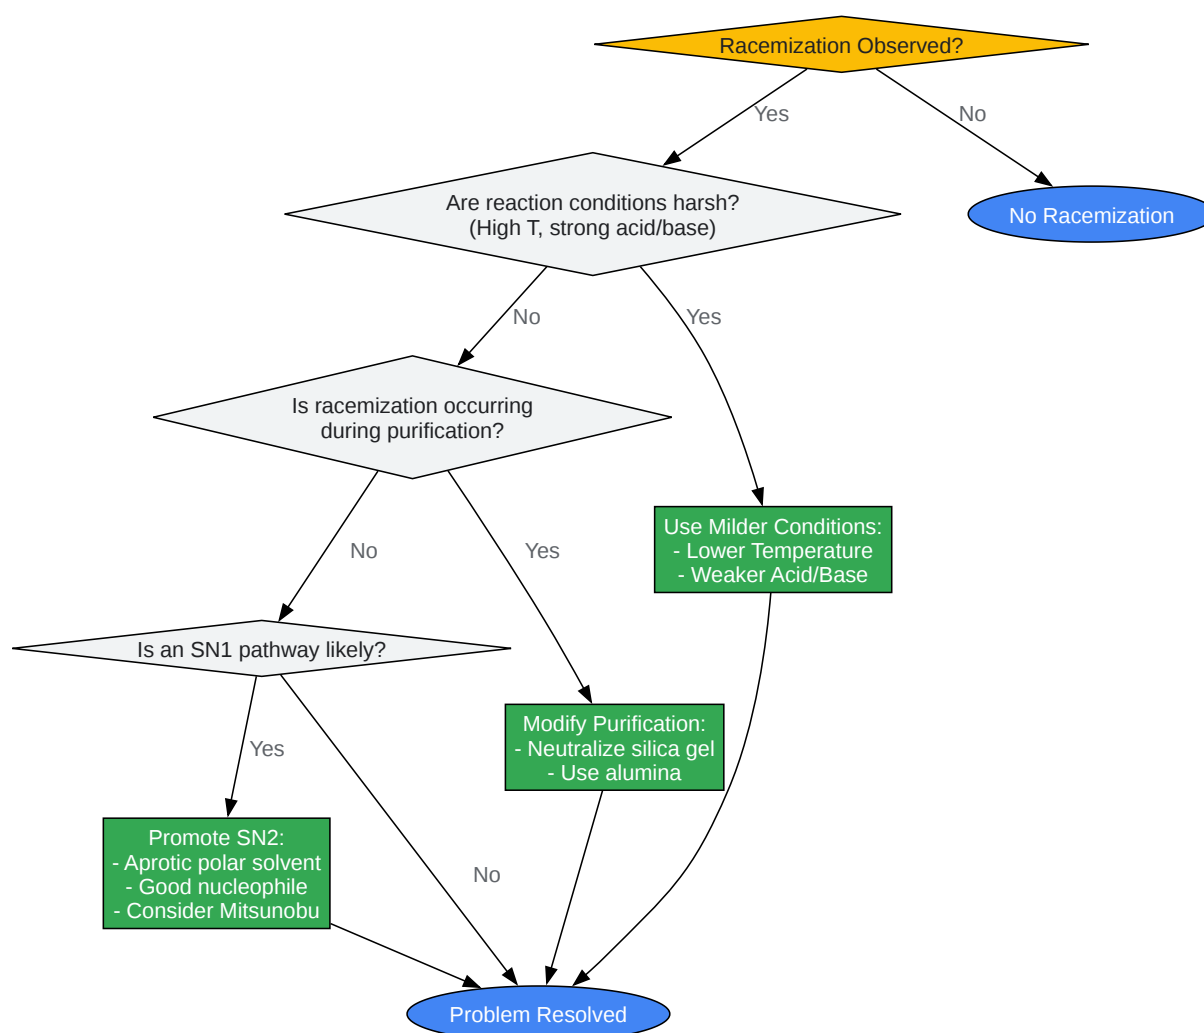 Racemization Observed?
Yes
No
Are reaction conditions harsh?
(High T, strong acid/base)
No Racemization
No
Yes
Is racemization occurring
during purification?
No
Yes
Use Milder Conditions:
- Lower Temperature
- Weaker Acid/Base
Is an SN1 pathway likely?
Yes
No
Modify Purification:
- Neutralize silica gel
- Use alumina
Promote SN2:
- Aprotic polar solvent
- Good nucleophile
- Consider Mitsunobu
Problem Resolved